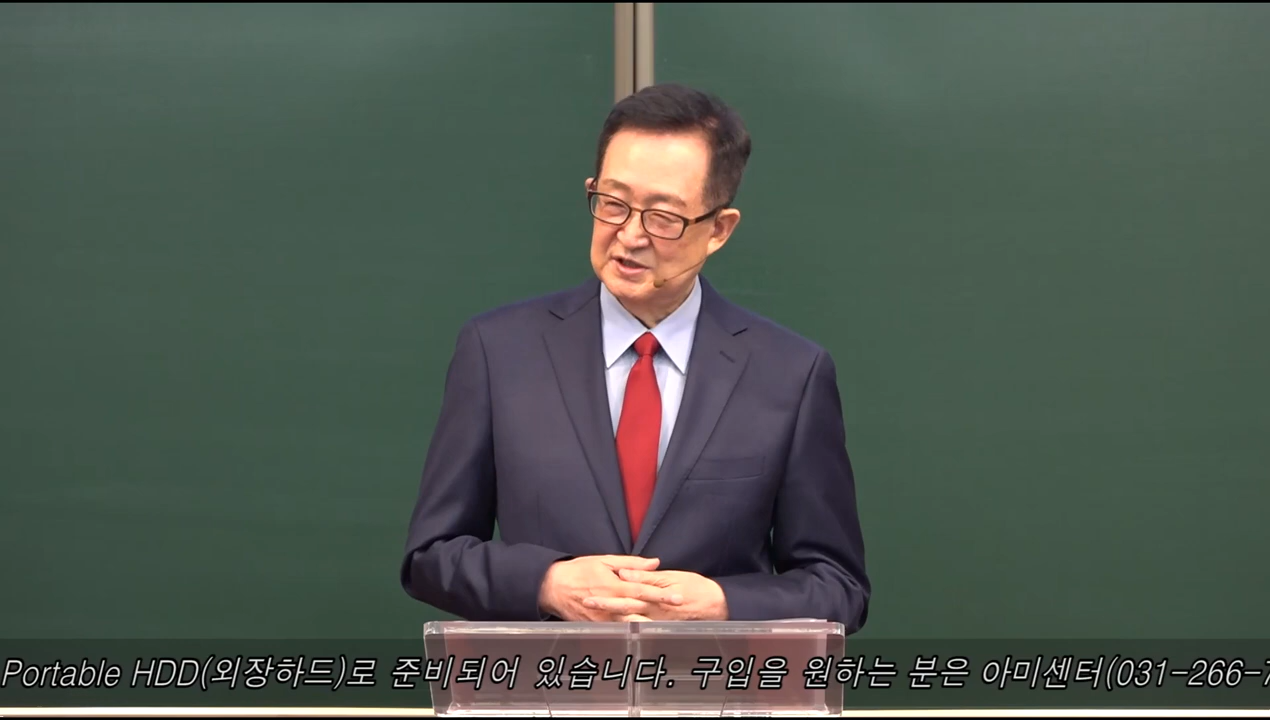 Portable HDD(외장하드)로 준비되어 있습니다. 구입을 원하는 분은 아미센터(031-266-7